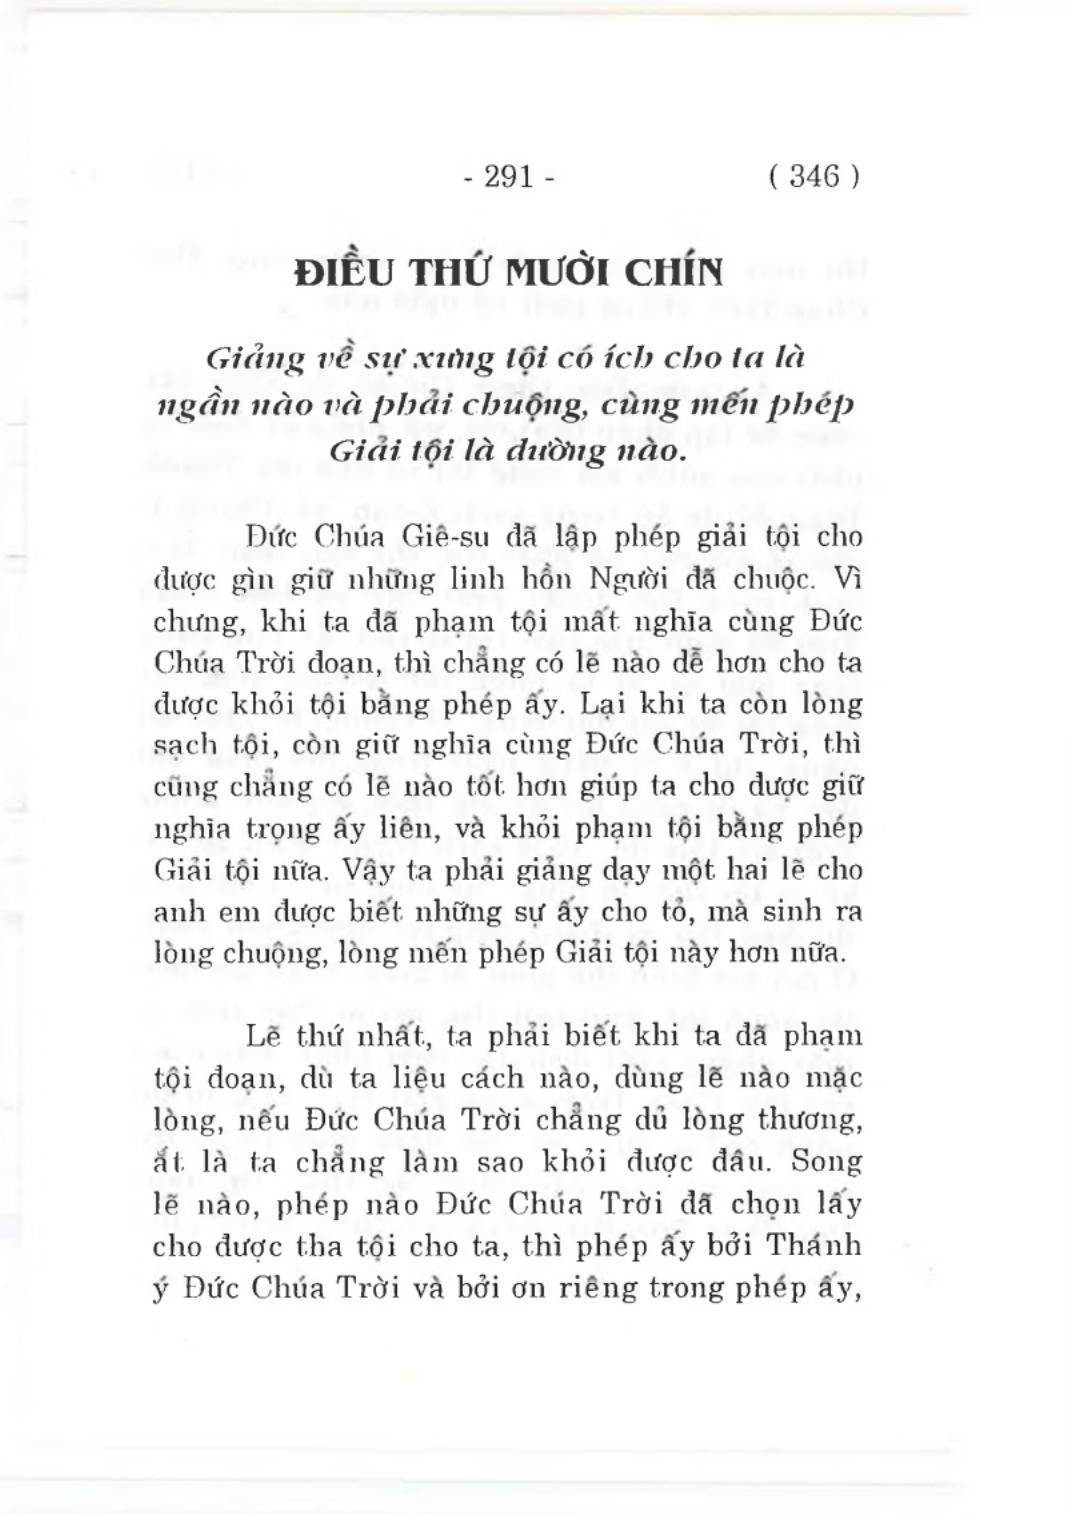 - 291 - ( 346 )
ĐIỀU THỨ MƯỜI CHÍN
Giảng về sự xưng tội có ích cho ta là
ngần nào và phải chuộng, cùng mến phép
Giải tội là dường nào.
Đức Chúa Giê-su đã lập phép giải tội cho
được gìn giữ những linh hồn Người đã chuộc. Vì
chưng, khi ta đã phạm tội mất nghĩa cùng Đức
Chúa Trời đoạn, thì chẳng có lẽ nào dễ hơn cho ta
được khỏi tội bằng phép ấy. Lại khi ta còn lòng
sạch tội, còn giữ nghĩa cùng Đức Chúa Trời, thì
cũng chẳng có lẽ nào tốt hơn giúp ta cho được giữ
nghĩa trọng ấy liên, và khỏi phạm tội bằng phép
Giải tội nữa. Vậy ta phải giảng dạy một hai lẽ cho
anh em được biết những sự ấy cho tỏ, mà sinh ra
lòng chuộng, lòng mến phép Giải tội này hơn nữa.
Lẽ thứ nhất, ta phải biết khi ta đã phạm
tội đoạn, dù ta liệu cách nào, dùng lẽ nào mặc
lòng, nếu Đức Chúa Trời chẳng dủ lòng thương,
ắt là ta chẳng làm sao khỏi được đâu. Song
lẽ nào, phép nào Đức Chúa Trời đã chọn lấy
cho được tha tội cho ta, thì phép ấy bởi Thánh
ý Đức Chúa Trời và bởi ơn riêng trong phép ấy,